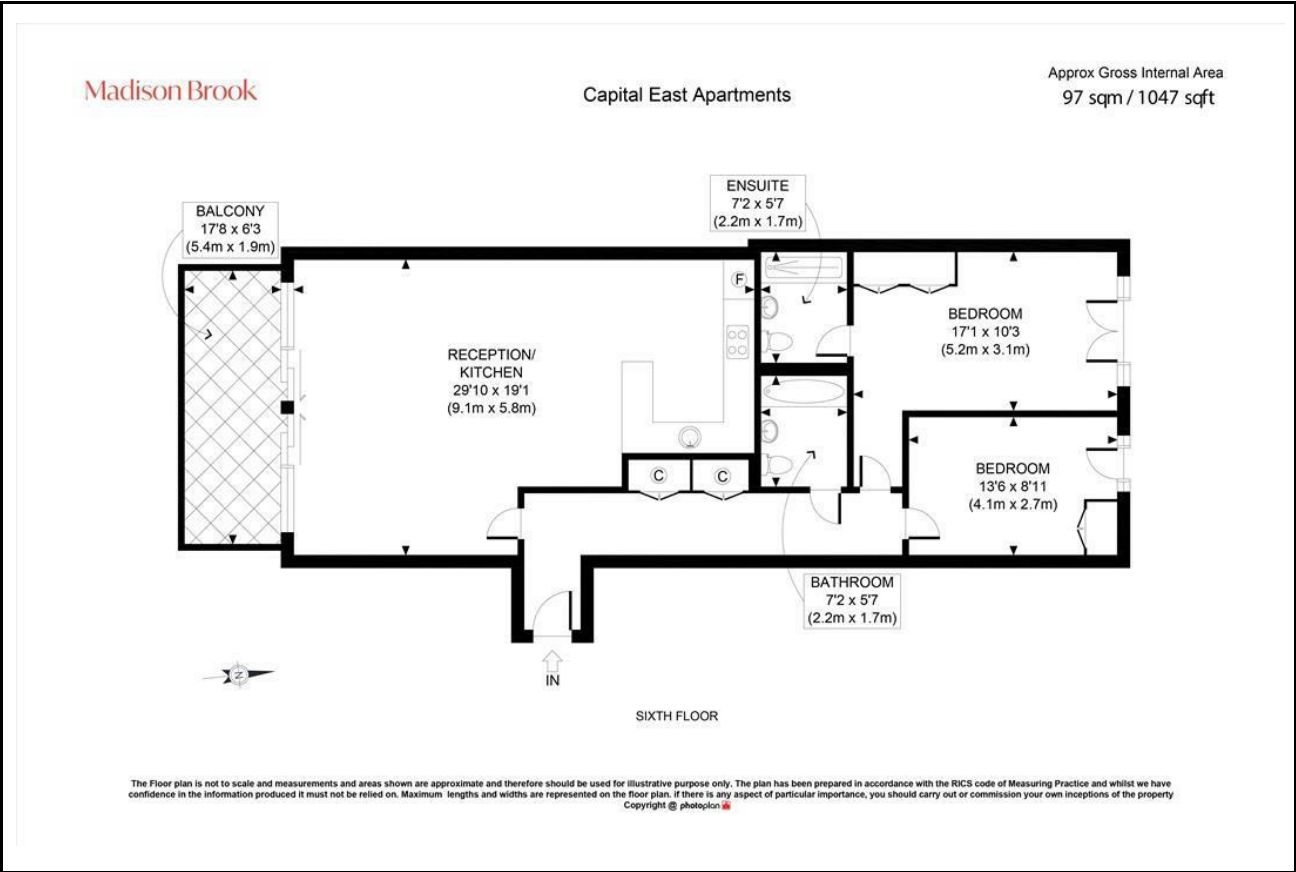 Madison Brook
Capital East Apartments
Approx Gross Internal Area
97 sqm / 1047 sqft
BALCONY
17'8 x 6'3
(5.4m x 1.9m)
ENSUITE
7'2 x 5'7
(2.2m x 1.7m)
F
RECEPTION/
KITCHEN
29'10 x 19'1
(9.1m x 5.8m)
BEDROOM
17'1 x 10'3
(5.2m x 3.1m)
C
C
BEDROOM
13'6 x 8'11
(4.1m x 2.7m)
BATHROOM
7'2 x 5'7
(2.2m x 1.7m)
N
IN
SIXTH FLOOR
The Floor plan is not to scale and measurements and areas shown are approximate and therefore should be used for illustrative purpose only. The plan has been prepared in accordance with the RICS code of Measuring Practice and whilst we have
confidence in the information produced it must not be relied on. Maximum lengths and widths are represented on the floor plan. if there is any aspect of particular importance, you should carry out or commission your own inceptions of the property
Copyright @ photoplan